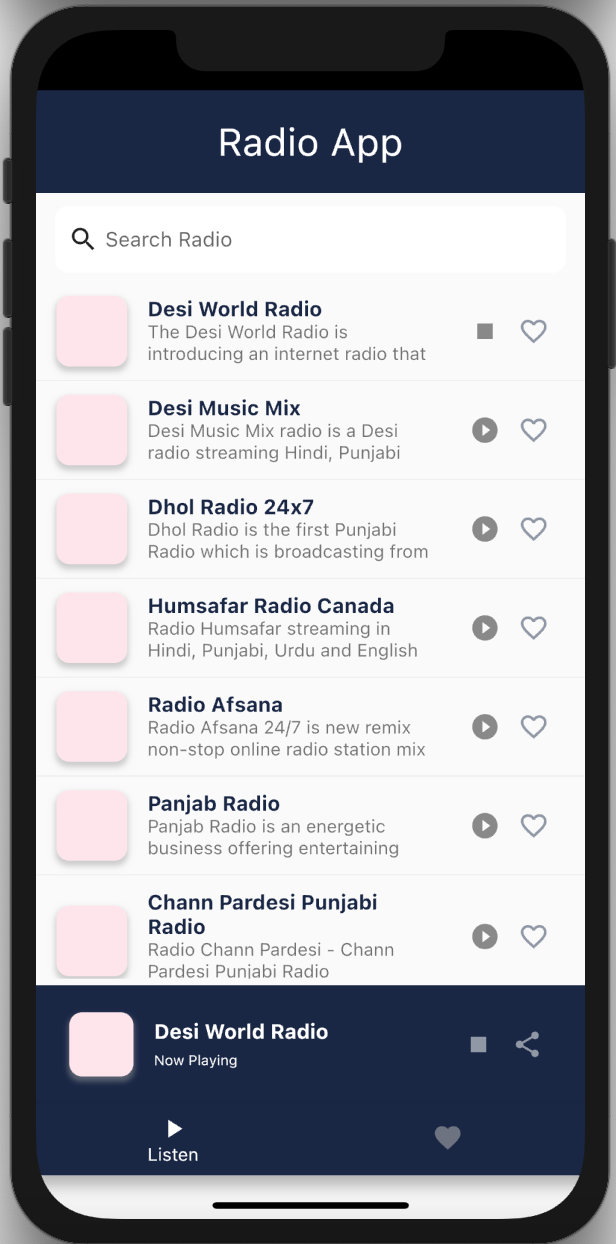 Radio App
Search Radio
Desi World Radio
The Desi World Radio is
introducing an internet radio that
Desi Music Mix
Desi Music Mix radio is a Desi
radio streaming Hindi, Punjabi
Dhol Radio 24x7
Dhol Radio is the first Punjabi
Radio which is broadcasting from
Humsafar Radio Canada
Radio Humsafar streaming in
Hindi, Punjabi, Urdu and English
Radio Afsana
Radio Afsana 24/7 is new remix
non-stop online radio station mix
Panjab Radio
Panjab Radio is an energetic
business offering entertaining
Chann Pardesi Punjabi
Radio
Radio Chann Pardesi - Chann
Pardesi Punjabi Radio
Desi World Radio
Now Playing
Listen